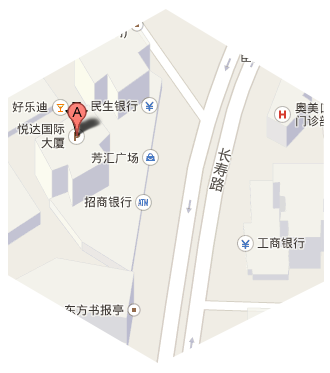 好乐迪
民生银行
悦达国际
大厦
A
P
芳汇广场
长寿路
招商银行
ATM
工商银行
东方书报亭
H
奥美口
门诊部